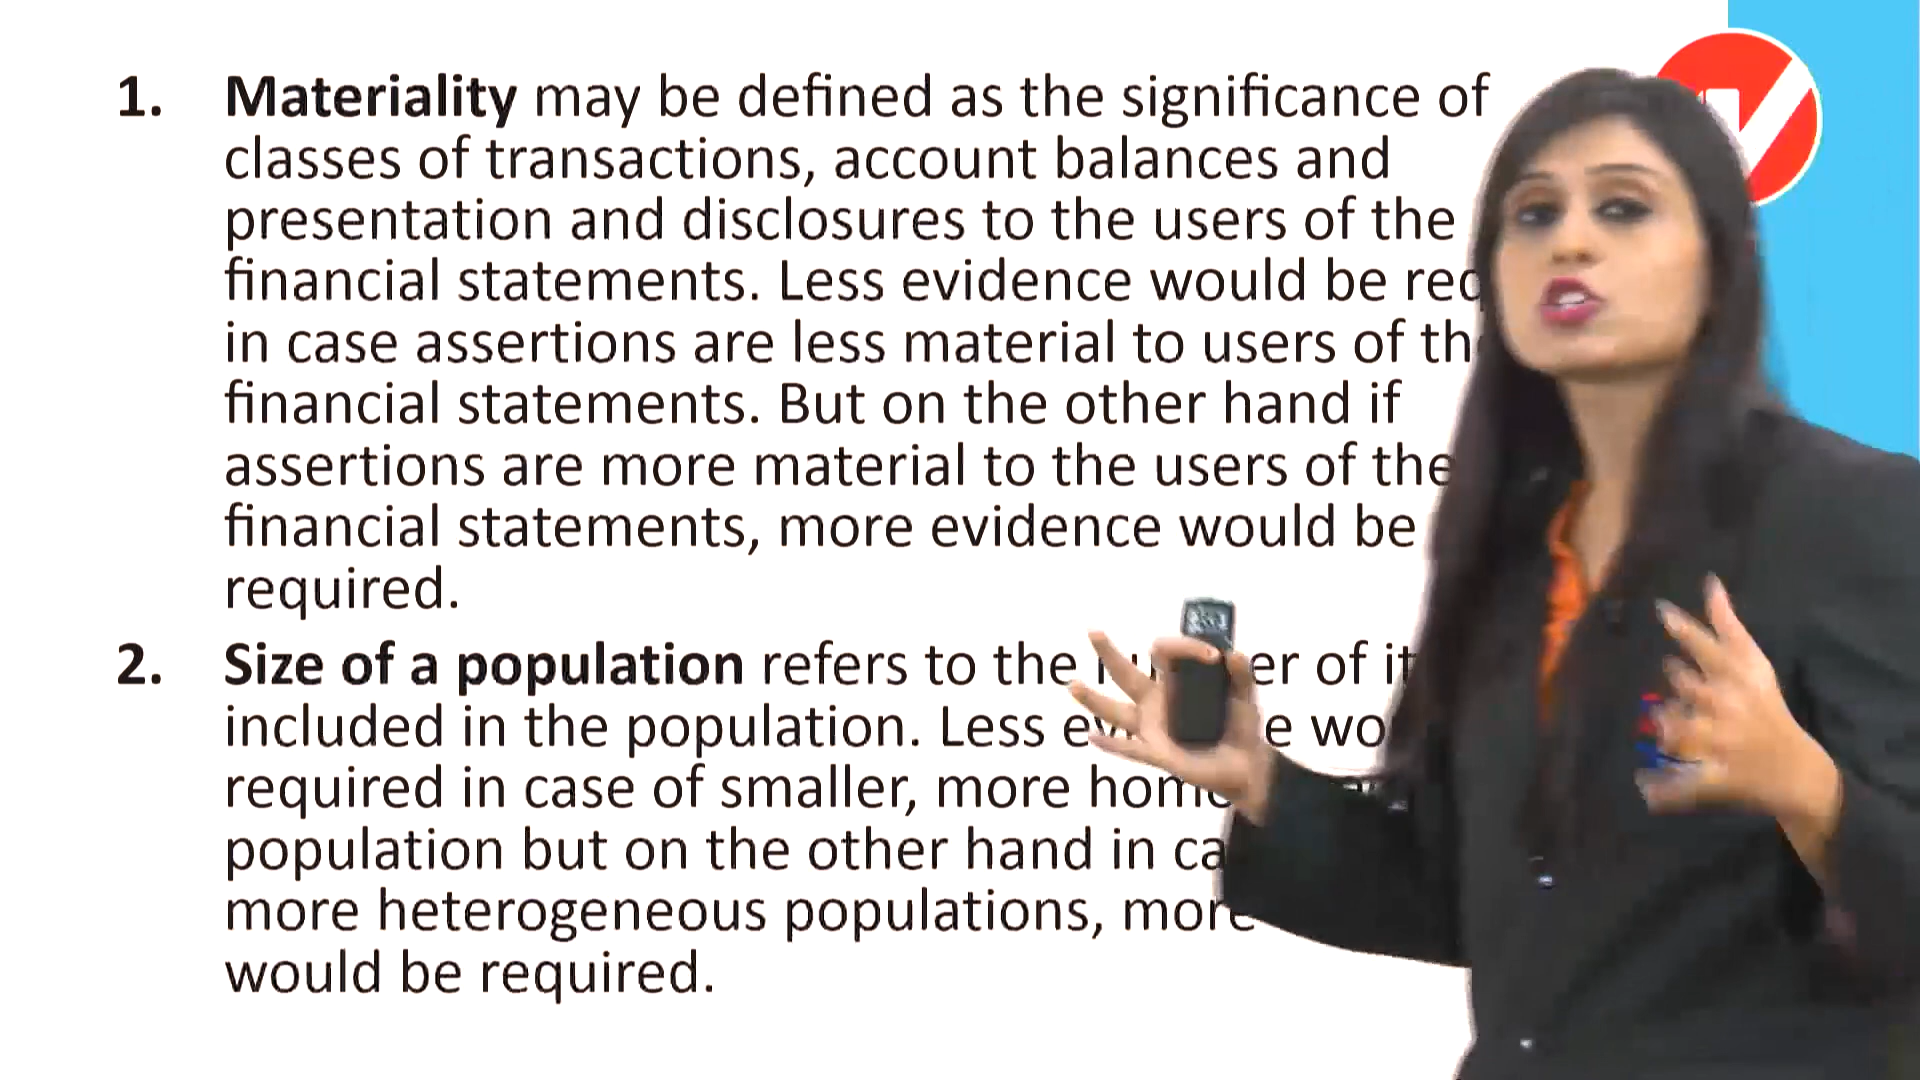 1. Materiality may be defined as the significance of
classes of transactions, account balances and
presentation and disclosures to the users of the
financial statements. Less evidence would be
in case assertions are less material to users of
financial statements. But on the other hand if
assertions are more material to the users of the
financial statements, more evidence would be
required.
2. Size of a population refers to the of
included in the population. Less
required in case of smaller, more
population but on the other hand in
more heterogeneous populations, more
would be required.